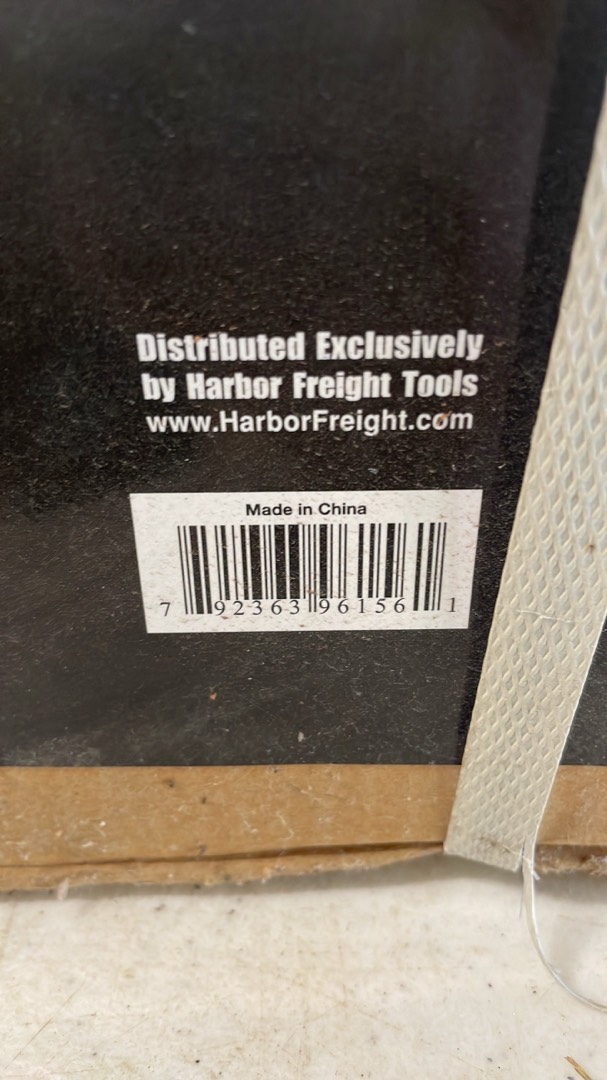 Distributed Exclusively
by Harbor Freight Tools
www.HarborFreight.com
Made in China
7 92363 96156 1